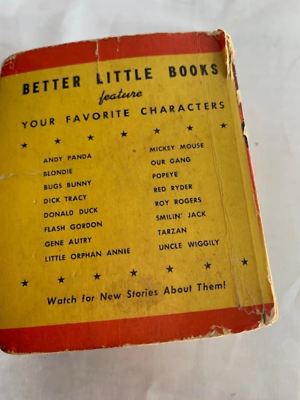 BETTER LITTLE BOOKS
feature
YOUR FAVORITE CHARACTERS
ANDY PANDA
BLONDIE
BUGS BUNNY
DICK TRACY
DONALD DUCK
FLASH GORDON
GENE AUTRY
LITTLE ORPHAN ANNIE
MICKEY MOUSE
OUR GANG
POPEYE
RED RYDER
ROY ROGERS
SMILIN' JACK
TARZAN
UNCLE WIGGILY
Watch for New Stories About Them!